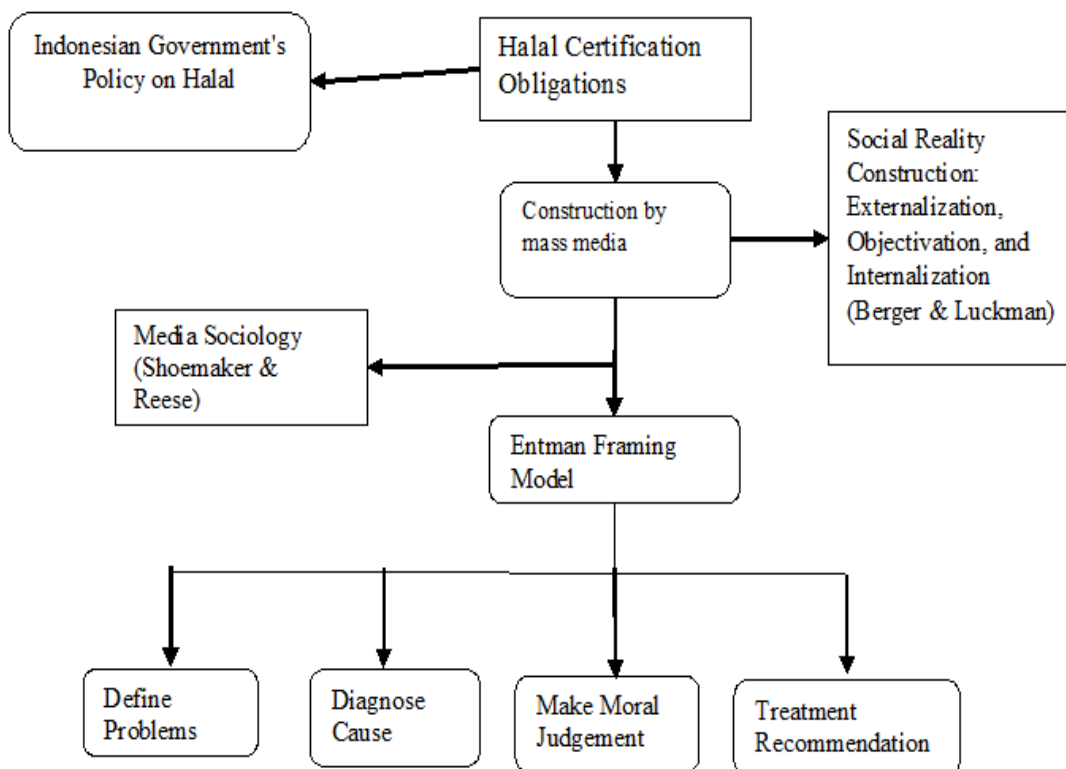 Indonesian Government's
Policy on Halal
Halal Certification
Obligations
Social Reality
Construction:
Externalization,
Objectivation, and
Internalization
(Berger & Luckman)
Construction by
mass media
Media Sociology
(Shoemaker &
Reese)
Entman Framing
Model
Define
Problems
Diagnose
Cause
Make Moral
Judgement
Treatment
Recommendation